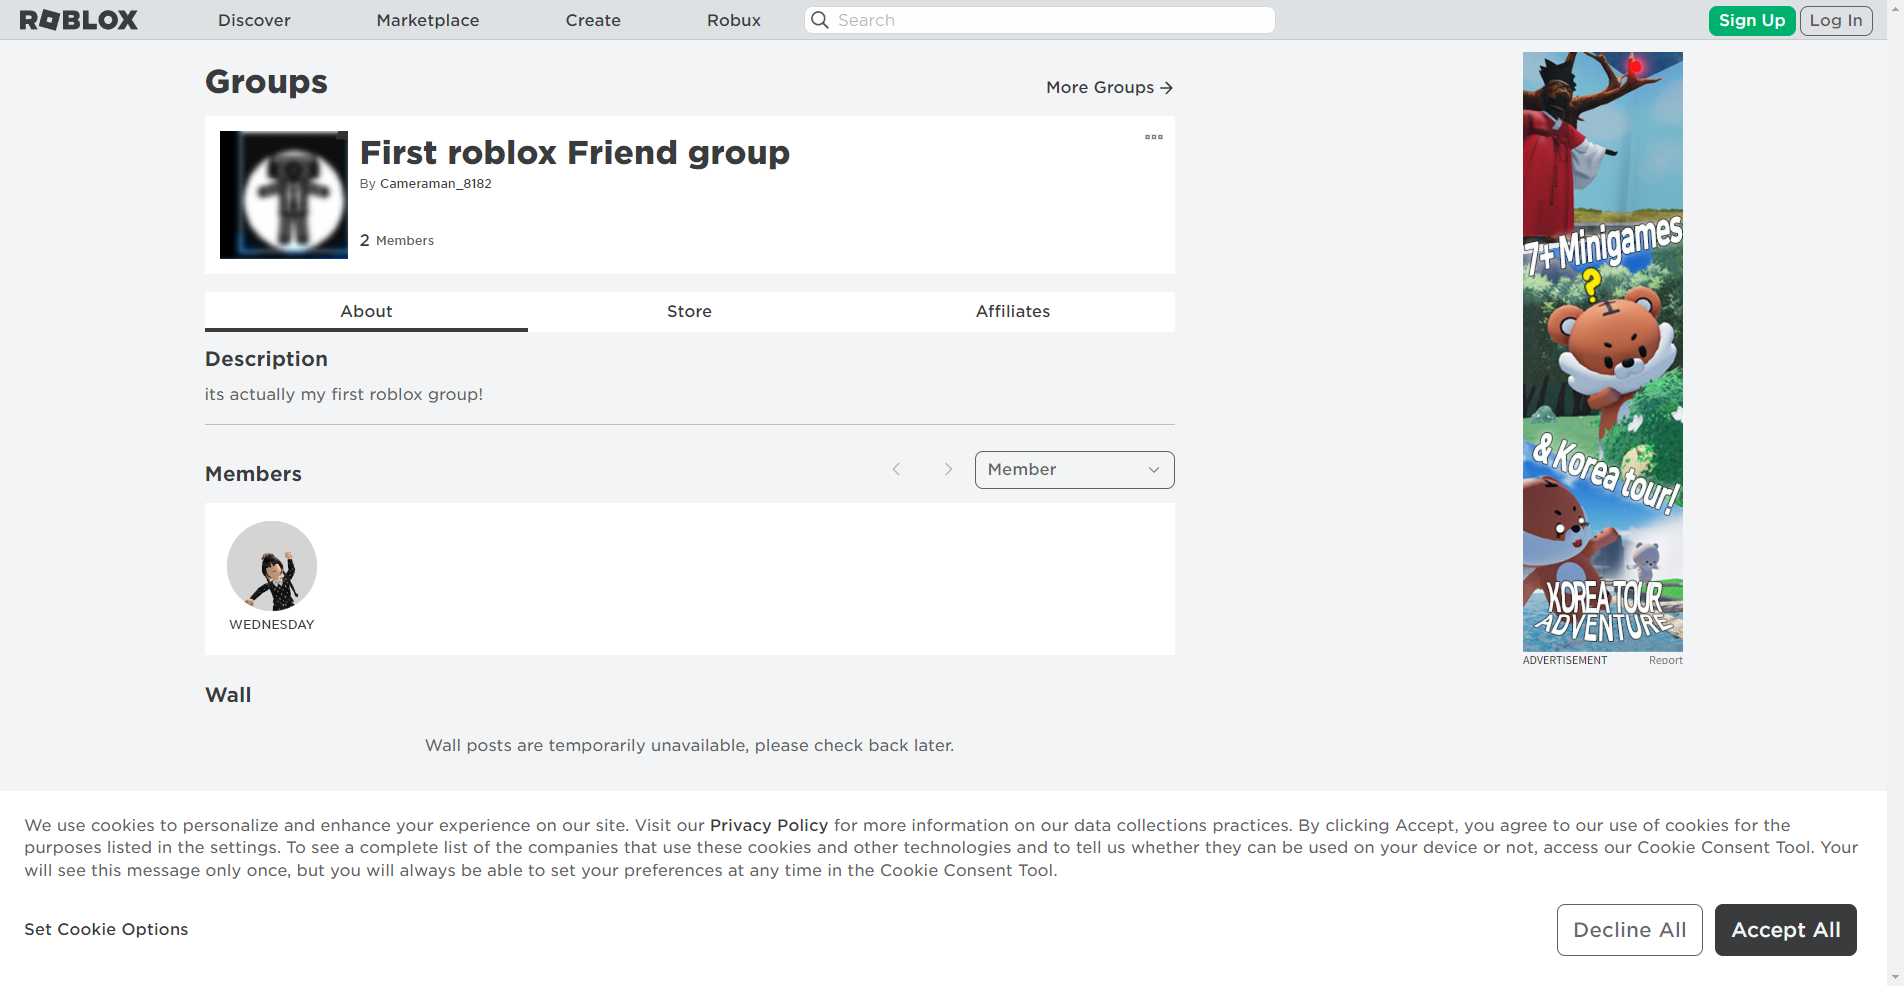 ROBLOX
Discover
Marketplace
Create
Robux
Search
Sign Up
Log In
Groups
More Groups
First roblox Friend group
By Cameraman_8182
2 Members
About
Store
Affiliates
Description
its actually my first roblox group!
Members
Member
WEDNESDAY
Wall
Wall posts are temporarily unavailable, please check back later.
7+ Minigames
?
& Korea tour!
KOREA TOUR
ADVENTURE
ADVERTISEMENT
Report
We use cookies to personalize and enhance your experience on our site. Visit our Privacy Policy for more information on our data collections practices. By clicking Accept, you agree to our use of cookies for the
purposes listed in the settings. To see a complete list of the companies that use these cookies and other technologies and to tell us whether they can be used on your device or not, access our Cookie Consent Tool. Your
will see this message only once, but you will always be able to set your preferences at any time in the Cookie Consent Tool.
Set Cookie Options
Decline All
Accept All